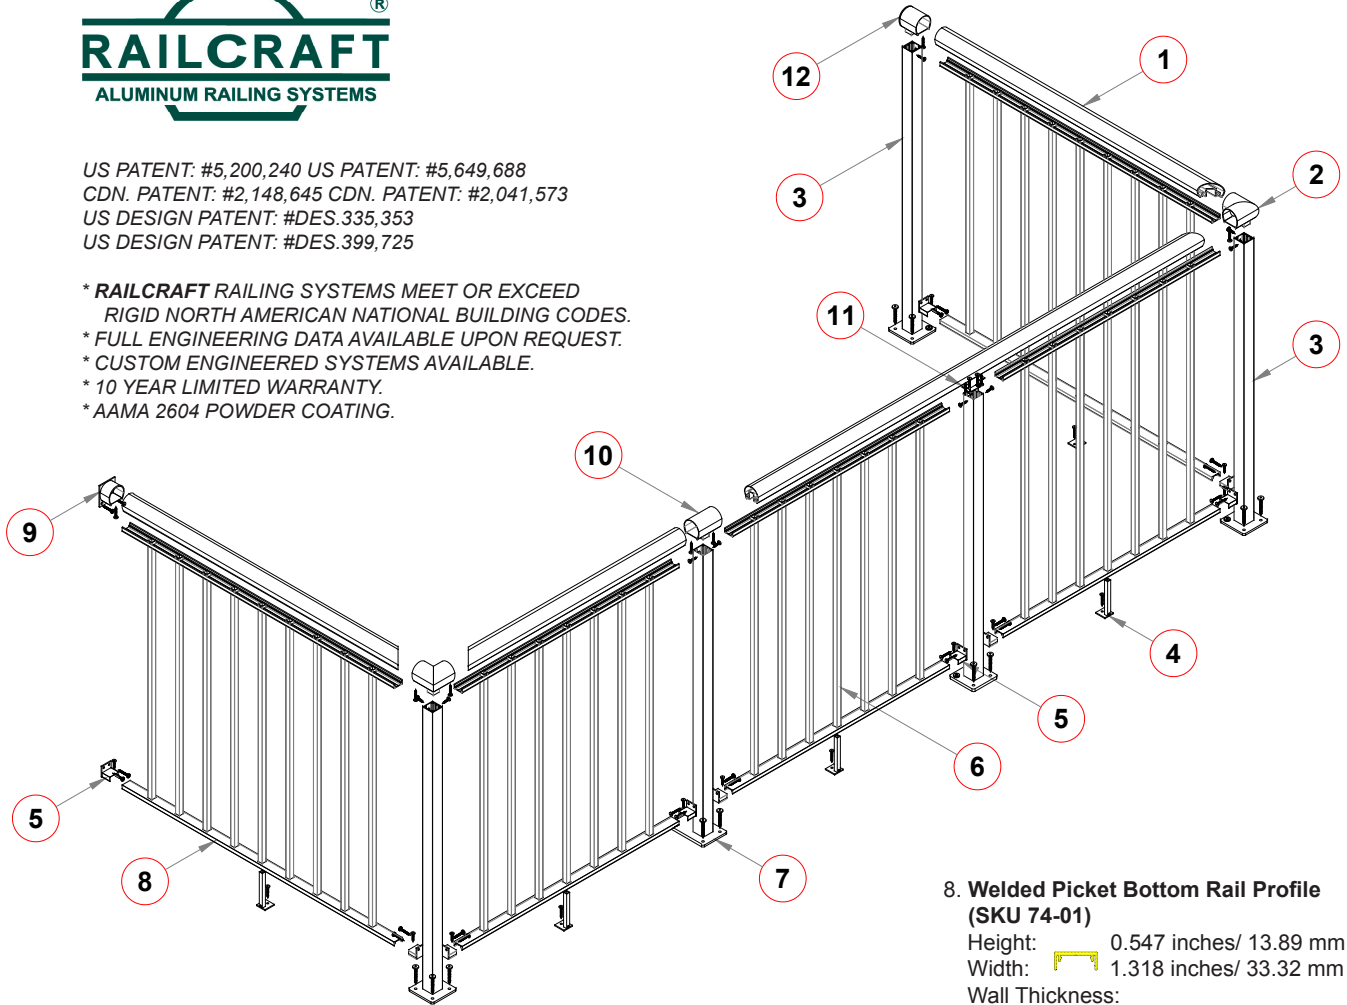 ®
RAILCRAFT
ALUMINUM RAILING SYSTEMS
US PATENT: #5,200,240 US PATENT: #5,649,688
CDN. PATENT: #2,148,645 CDN. PATENT: #2,041,573
US DESIGN PATENT: #DES.335,353
US DESIGN PATENT: #DES.399,725
* RAILCRAFT RAILING SYSTEMS MEET OR EXCEED
RIGID NORTH AMERICAN NATIONAL BUILDING CODES.
* FULL ENGINEERING DATA AVAILABLE UPON REQUEST.
* CUSTOM ENGINEERED SYSTEMS AVAILABLE.
* 10 YEAR LIMITED WARRANTY.
* AAMA 2604 POWDER COATING.
12
1
3
2
11
3
10
9
4
5
6
5
8
7
8. Welded Picket Bottom Rail Profile
(SKU 74-01)
Height: 0.547 inches/ 13.89 mm
Width: 1.318 inches/ 33.32 mm
Wall Thickness: